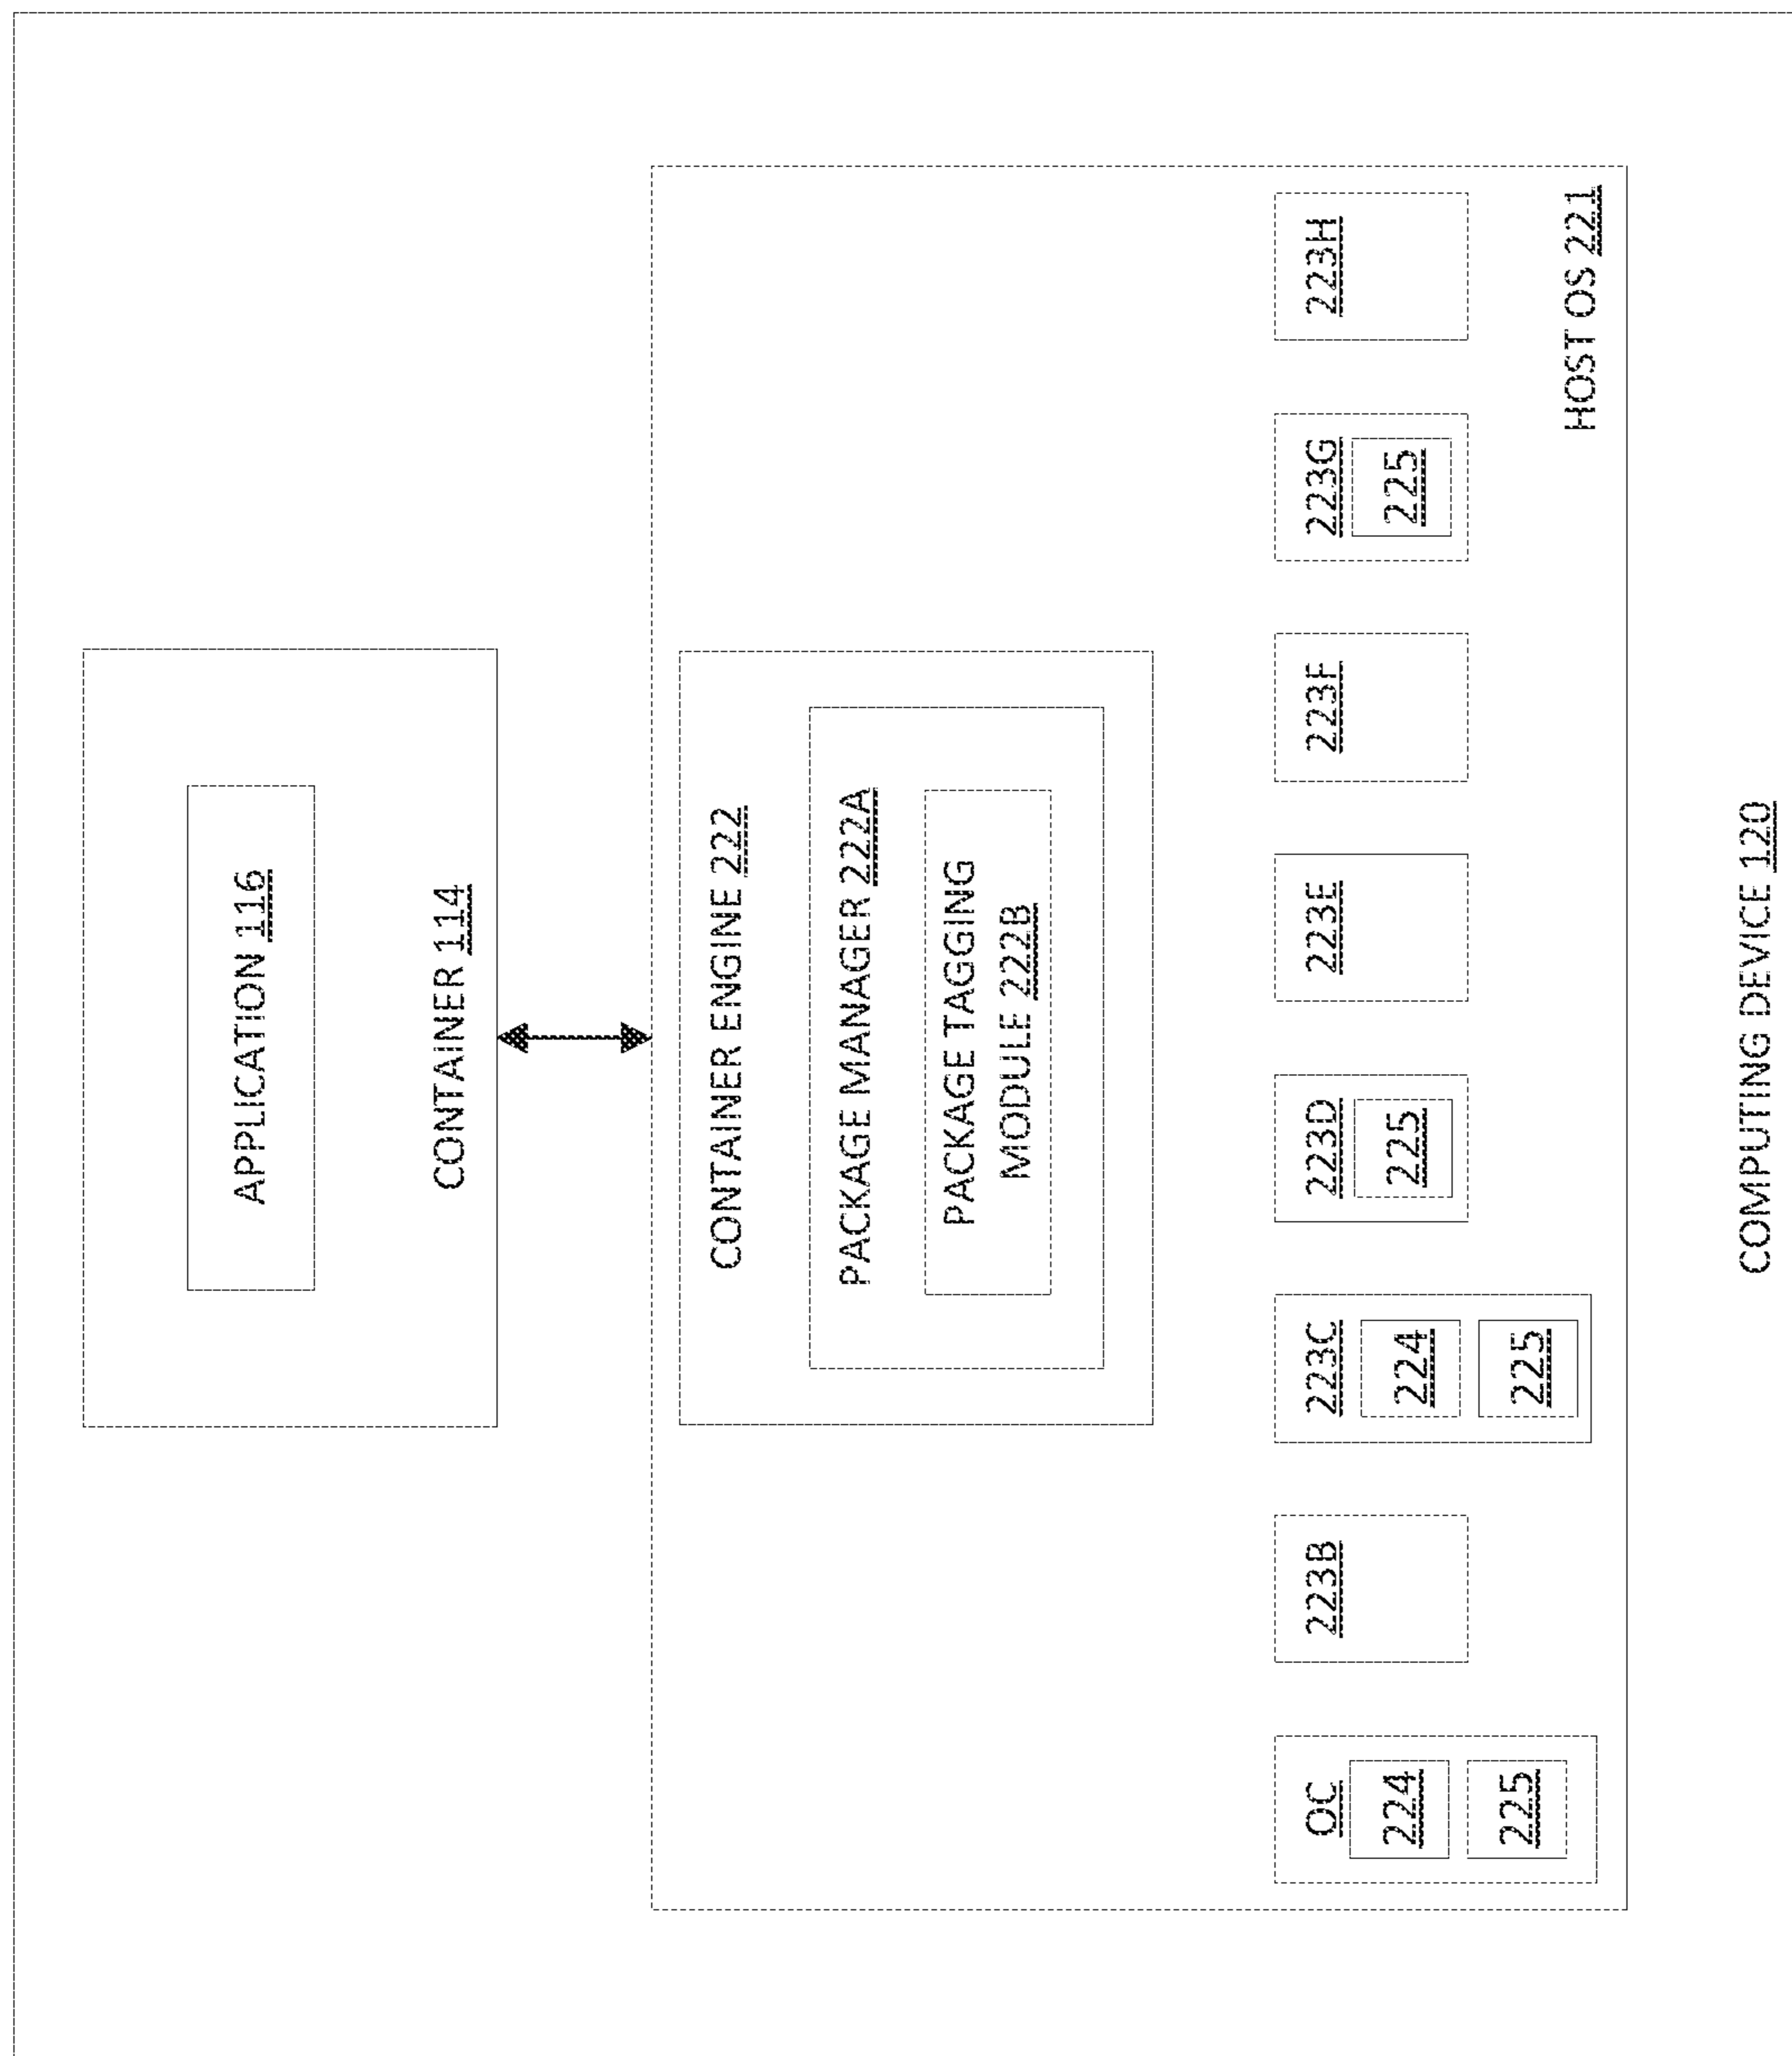 APPLICATION 116
CONTAINER 114
CONTAINER ENGINE 222
PACKAGE MANAGER 222A
PACKAGE TAGGING
MODULE 222B
OC
224
225
223B
223C
224
225
223D
225
223E
223F
223G
225
223H
HOST OS 221
COMPUTING DEVICE 120